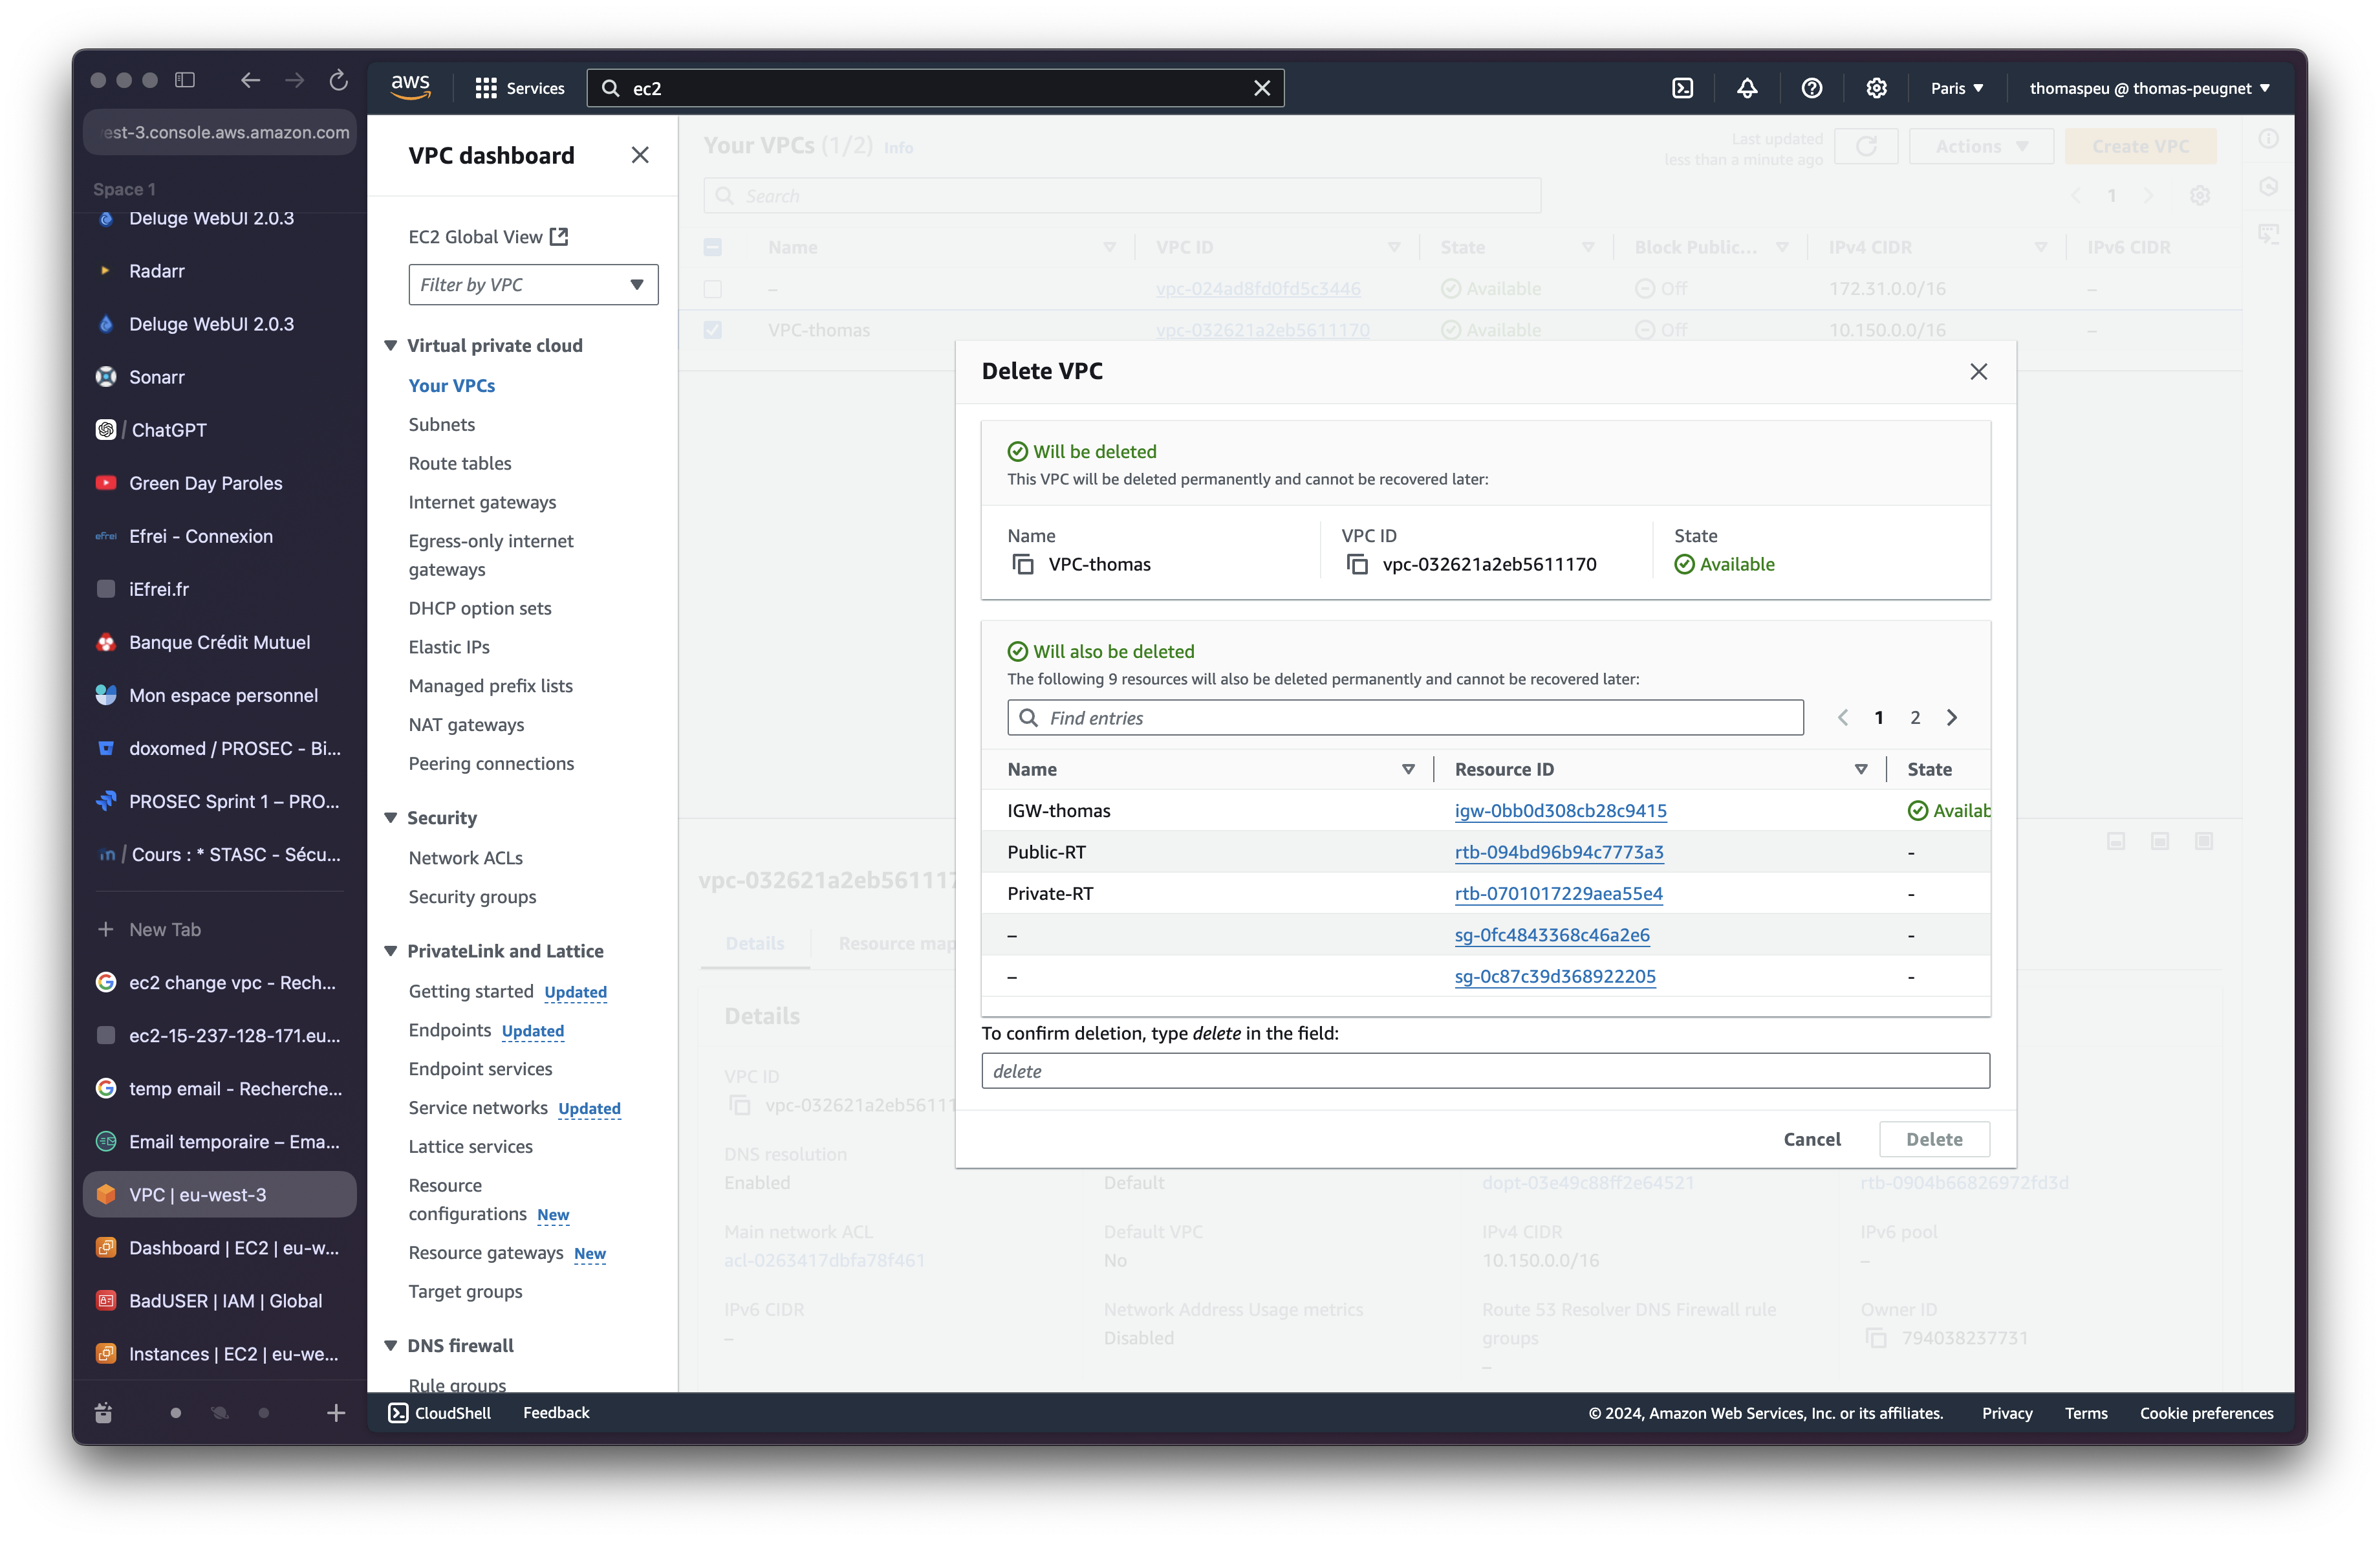 aws
Services
ec2
Paris
thomaspeu @ thomas-peugnet
est-3.console.aws.amazon.com
Space 1
Deluge WebUI 2.0.3
Radarr
Deluge WebUI 2.0.3
Sonarr
/ ChatGPT
Green Day Paroles
efrei Efrei - Connexion
iEfrei.fr
Banque Crédit Mutuel
Mon espace personnel
doxomed / PROSEC - Bi...
PROSEC Sprint 1 – PRO...
/ Cours : * STASC - Sécu...
New Tab
ec2 change vpc - Rech...
ec2-15-237-128-171.eu...
temp email - Recherche...
Email temporaire – Ema...
VPC | eu-west-3
Dashboard | EC2 | eu-w...
BadUSER | IAM | Global
Instances | EC2 | eu-we...
VPC dashboard
EC2 Global View
Filter by VPC
Virtual private cloud
Your VPCs
Subnets
Route tables
Internet gateways
Egress-only internet
gateways
DHCP option sets
Elastic IPs
Managed prefix lists
NAT gateways
Peering connections
Security
Network ACLs
Security groups
PrivateLink and Lattice
Getting started Updated
Endpoints Updated
Endpoint services
Service networks Updated
Lattice services
Resource
configurations New
Resource gateways New
Target groups
DNS firewall
Rule groups
Your VPCs (1/2) Info
Last updated
less than a minute ago
Actions
Create VPC
Search
1
Name VPC ID State Block Public... IPv4 CIDR IPv6 CIDR
– vpc-024ad8fd0fd5c3446 Available Off 172.31.0.0/16 –
VPC-thomas vpc-032621a2eb5611170 Available Off 10.150.0.0/16 –
Delete VPC
Will be deleted
This VPC will be deleted permanently and cannot be recovered later:
Name VPC ID State
VPC-thomas vpc-032621a2eb5611170 Available
Will also be deleted
The following 9 resources will also be deleted permanently and cannot be recovered later:
Find entries
1 2
Name Resource ID State
IGW-thomas igw-0bb0d308cb28c9415 Availab
Public-RT rtb-094bd96b94c7773a3 -
Private-RT rtb-0701017229aea55e4 -
– sg-0fc4843368c46a2e6 -
– sg-0c87c39d368922205 -
To confirm deletion, type delete in the field:
delete
Cancel Delete
vpc-032621a2eb5611117
Details Resource map
Details
VPC ID
vpc-032621a2eb56111
DNS resolution
Enabled Default dopt-03e49c88ff2e64521 rtb-0904b66826972fd3d
Main network ACL Default VPC IPv4 CIDR IPv6 pool
acl-0263417dbfa78f461 No 10.150.0.0/16 –
IPv6 CIDR Network Address Usage metrics Route 53 Resolver DNS Firewall rule Owner ID
– Disabled groups 794038237731
–
CloudShell Feedback © 2024, Amazon Web Services, Inc. or its affiliates. Privacy Terms Cookie preferences